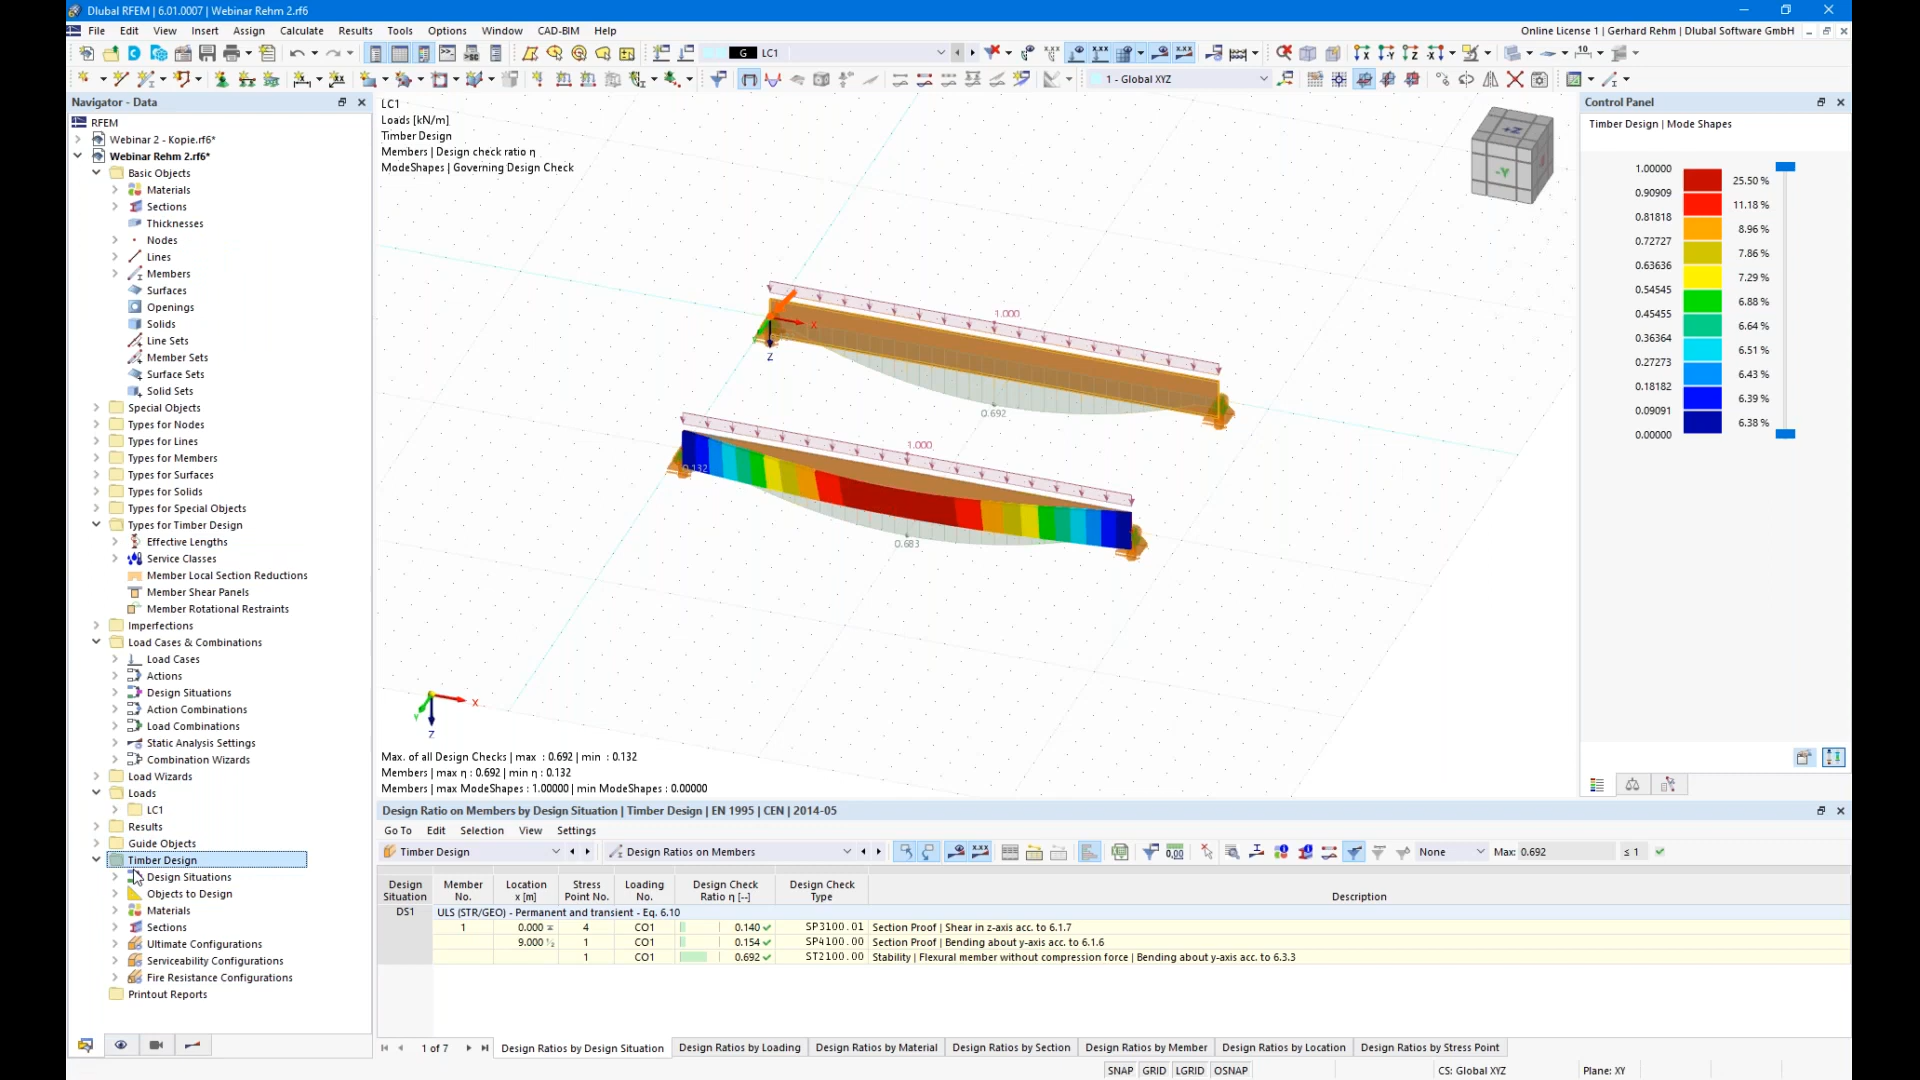 Dlubal RFEM | 6.01.0007 | Webinar Rehm 2.rf6
File Edit View Insert Assign Calculate Results Tools Options Window CAD-BIM Help
Online License 1 | Gerhard Rehm | Dlubal Software GmbH
G LC1
1 - Global XYZ
Navigator - Data
RFEM
Webinar 2 - Kopie.rf6*
Webinar Rehm 2.rf6*
Basic Objects
Materials
Sections
Thicknesses
Nodes
Lines
Members
Surfaces
Openings
Solids
Line Sets
Member Sets
Surface Sets
Solid Sets
Special Objects
Types for Nodes
Types for Lines
Types for Members
Types for Surfaces
Types for Solids
Types for Special Objects
Types for Timber Design
Effective Lengths
Service Classes
Member Local Section Reductions
Member Shear Panels
Member Rotational Restraints
Imperfections
Load Cases & Combinations
Load Cases
Actions
Design Situations
Action Combinations
Load Combinations
Static Analysis Settings
Combination Wizards
Load Wizards
Loads
LC1
Results
Guide Objects
Timber Design
Design Situations
Objects to Design
Materials
Sections
Ultimate Configurations
Serviceability Configurations
Fire Resistance Configurations
Printout Reports
LC1
Loads [kN/m]
Timber Design
Members | Design check ratio η
ModeShapes | Governing Design Check
+Z
-Y
1.000
X
Z
0.692
1.000
0.132
0.683
X
Y
Z
Max. of all Design Checks | max : 0.692 | min : 0.132
Members | max η : 0.692 | min η : 0.132
Members | max ModeShapes : 1.00000 | min ModeShapes : 0.00000
Control Panel
Timber Design | Mode Shapes
1.00000
25.50 %
0.90909
11.18 %
0.81818
8.96 %
0.72727
7.86 %
0.63636
7.29 %
0.54545
6.88 %
0.45455
6.64 %
0.36364
6.51 %
0.27273
6.43 %
0.18182
6.39 %
0.09091
6.38 %
0.00000
Design Ratio on Members by Design Situation | Timber Design | EN 1995 | CEN | 2014-05
Go To Edit Selection View Settings
Timber Design Design Ratios on Members None Max: 0.692 ≤ 1
Design Situation Member No. Location x [m] Stress Point No. Loading No. Design Check Ratio η [--] Design Check Type Description
DS1 ULS (STR/GEO) - Permanent and transient - Eq. 6.10
1 0.000 4 CO1 0.140 SP3100.01 Section Proof | Shear in z-axis acc. to 6.1.7
9.000 ½ 1 CO1 0.154 SP4100.00 Section Proof | Bending about y-axis acc. to 6.1.6
1 CO1 0.692 ST2100.00 Stability | Flexural member without compression force | Bending about y-axis acc. to 6.3.3
1 of 7 Design Ratios by Design Situation Design Ratios by Loading Design Ratios by Material Design Ratios by Section Design Ratios by Member Design Ratios by Location Design Ratios by Stress Point
SNAP GRID LGRID OSNAP CS: Global XYZ Plane: XY